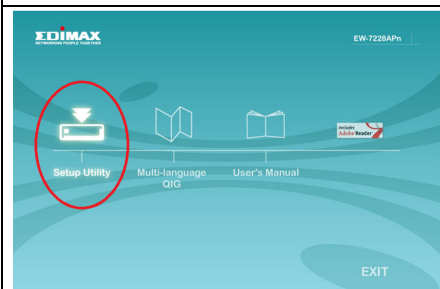 EDIMAX
NETWORKING PEOPLE TOGETHER
EW-7228APn
Includes
Adobe Reader
Setup Utility
Multi-language
QIG
User's Manual
EXIT